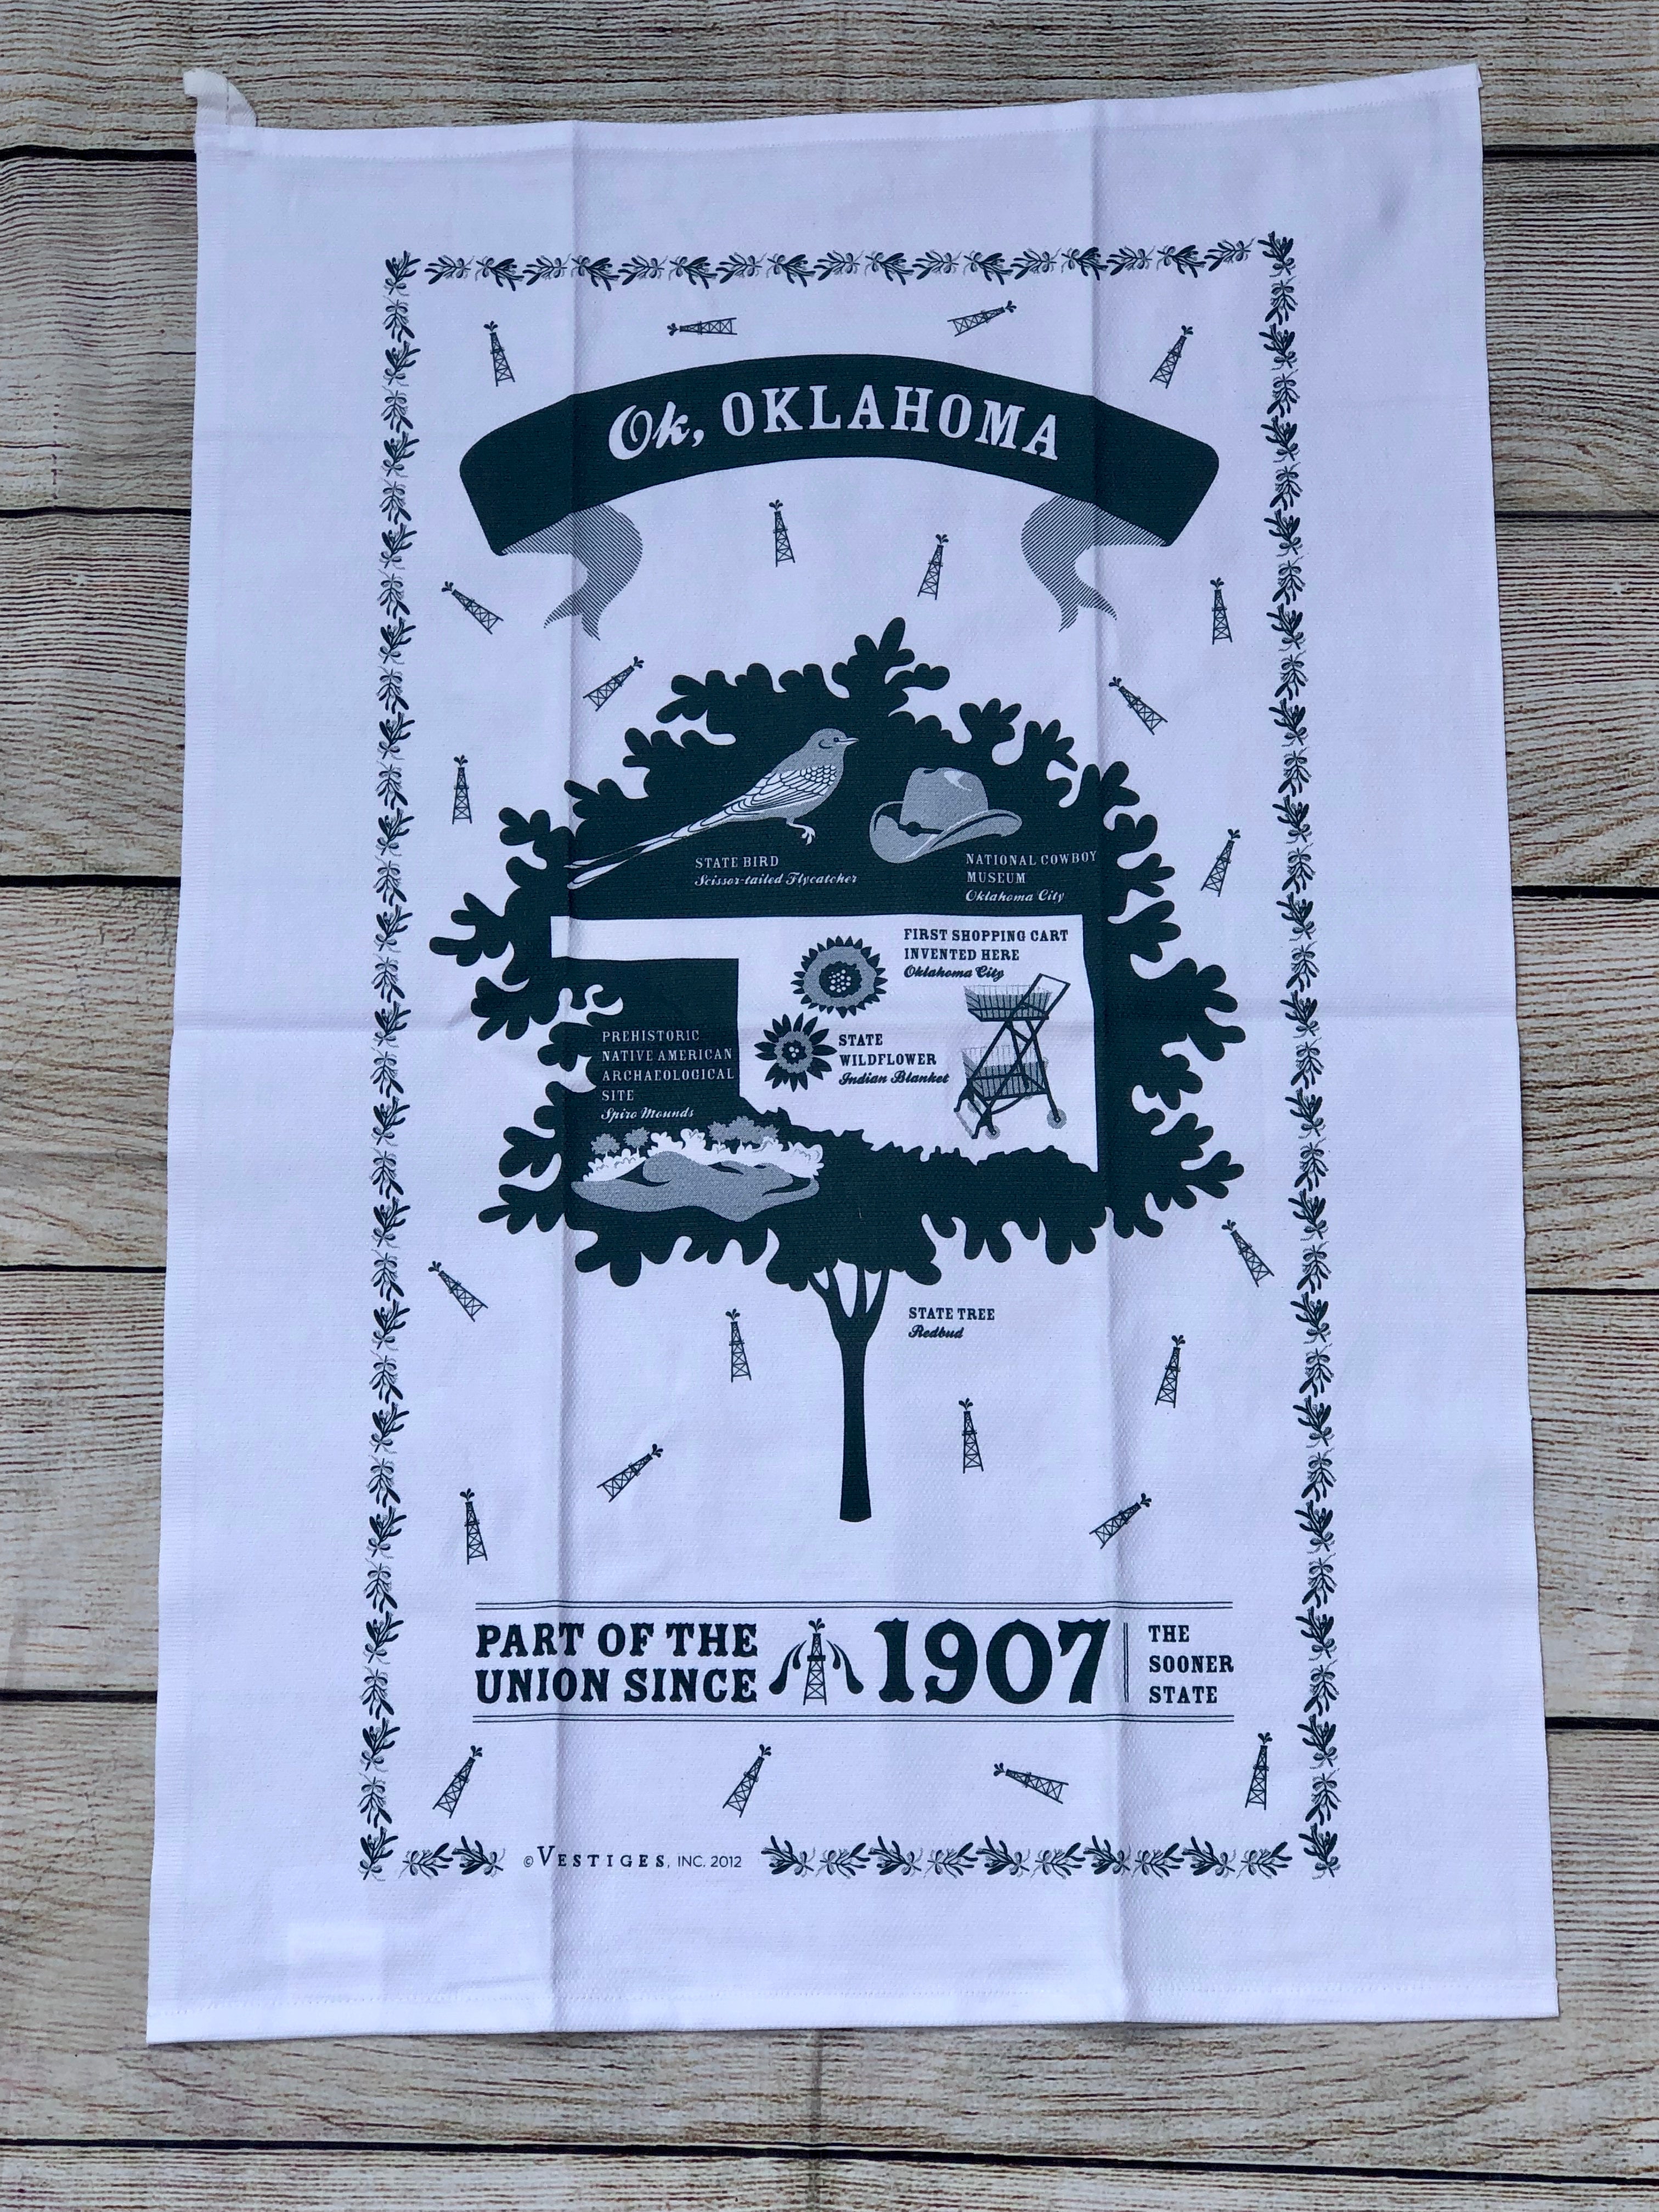 Ok, OKLAHOMA
STATE BIRD
Scissor-tailed Flycatcher
NATIONAL COWBOY
MUSEUM
Oklahoma City
FIRST SHOPPING CART
INVENTED HERE
Oklahoma City
STATE
WILDFLOWER
Indian Blanket
PREHISTORIC
NATIVE AMERICAN
ARCHAEOLOGICAL
SITE
Spiro Mounds
STATE TREE
Redbud
PART OF THE
UNION SINCE
1907
THE
SOONER
STATE
©VESTIGES, INC. 2012